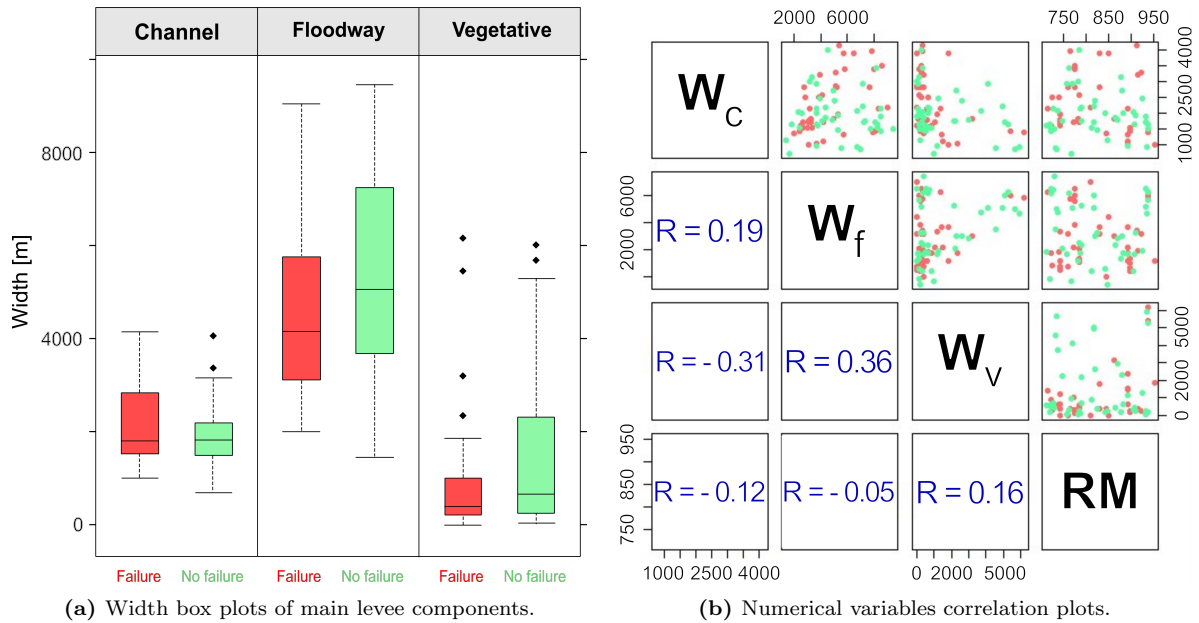 Channel Floodway Vegetative
Width [m]
8000
4000
0
Failure No failure Failure No failure Failure No failure
(a) Width box plots of main levee components.
2000 6000 750 850 950
W_C
1000 2500 4000
2000 6000
R = 0.19
W_f
R = - 0.31 R = 0.36
W_V
0 2000 5000
750 850 950
R = - 0.12 R = - 0.05 R = 0.16 RM
1000 2500 4000 0 2000 5000
(b) Numerical variables correlation plots.